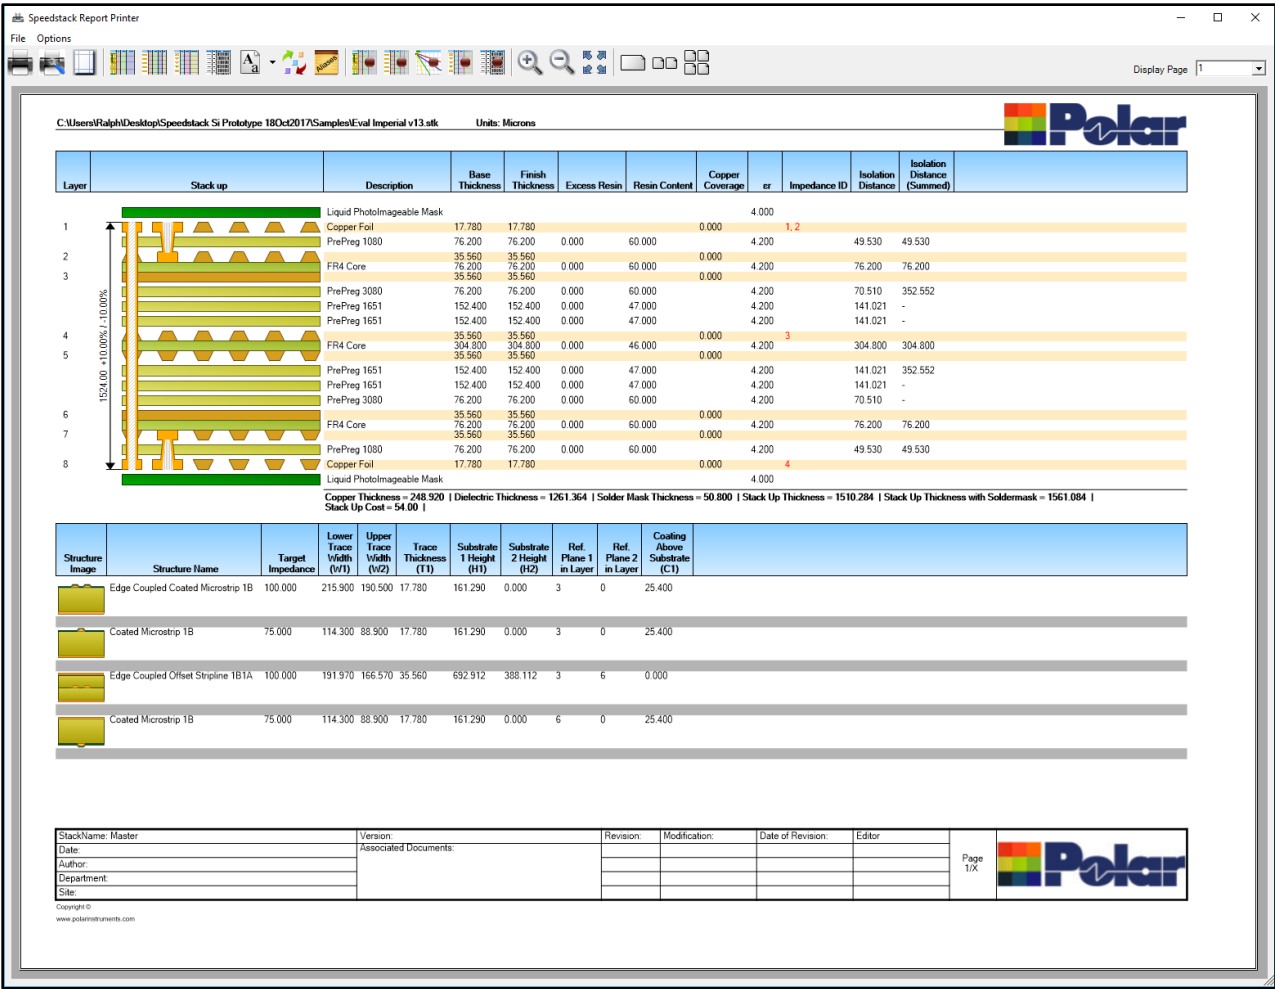 Speedstack Report Printer
File Options
Display Page 1
C:\Users\Ralph\Desktop\Speedstack Si Prototype 18Oct2017\Samples\Eval Imperial v13.stk Units: Microns
Polar
Layer Stack up Description Base Thickness Finish Thickness Excess Resin Resin Content Copper Coverage er Impedance ID Isolation Distance Isolation Distance (Summed)
Liquid PhotoImageable Mask 4.000
1 Copper Foil 17.780 17.780 0.000 1, 2
PrePreg 1080 76.200 76.200 0.000 60.000 4.200 49.530 49.530
2 35.560 35.560 0.000
FR4 Core 76.200 76.200 0.000 60.000 4.200 76.200 76.200
3 35.560 35.560 0.000
PrePreg 3080 76.200 76.200 0.000 60.000 4.200 70.510 352.552
PrePreg 1651 152.400 152.400 0.000 47.000 4.200 141.021 -
PrePreg 1651 152.400 152.400 0.000 47.000 4.200 141.021 -
4 35.560 35.560 0.000 3
FR4 Core 304.800 304.800 0.000 46.000 4.200 304.800 304.800
5 35.560 35.560 0.000
PrePreg 1651 152.400 152.400 0.000 47.000 4.200 141.021 352.552
PrePreg 1651 152.400 152.400 0.000 47.000 4.200 141.021 -
PrePreg 3080 76.200 76.200 0.000 60.000 4.200 70.510 -
6 35.560 35.560 0.000
FR4 Core 76.200 76.200 0.000 60.000 4.200 76.200 76.200
7 35.560 35.560 0.000
PrePreg 1080 76.200 76.200 0.000 60.000 4.200 49.530 49.530
8 Copper Foil 17.780 17.780 0.000 4
Liquid PhotoImageable Mask 4.000
1524.00 +10.00% / -10.00%
Copper Thickness = 248.920 | Dielectric Thickness = 1261.364 | Solder Mask Thickness = 50.800 | Stack Up Thickness = 1510.284 | Stack Up Thickness with Soldermask = 1561.084 |
Stack Up Cost = 54.00 |
Structure Image Structure Name Target Impedance Lower Trace Width (W1) Upper Trace Width (W2) Trace Thickness (T1) Substrate 1 Height (H1) Substrate 2 Height (H2) Ref. Plane 1 in Layer Ref. Plane 2 in Layer Coating Above Substrate (C1)
Edge Coupled Coated Microstrip 1B 100.000 215.900 190.500 17.780 161.290 0.000 3 0 25.400
Coated Microstrip 1B 75.000 114.300 88.900 17.780 161.290 0.000 3 0 25.400
Edge Coupled Offset Stripline 1B1A 100.000 191.970 166.570 35.560 692.912 388.112 3 6 0.000
Coated Microstrip 1B 75.000 114.300 88.900 17.780 161.290 0.000 6 0 25.400
StackName: Master Version: Revision: Modification: Date of Revision: Editor
Date: Associated Documents:
Author:
Department:
Site:
Page
1/X
Polar
Copyright ©
www.polarinstruments.com